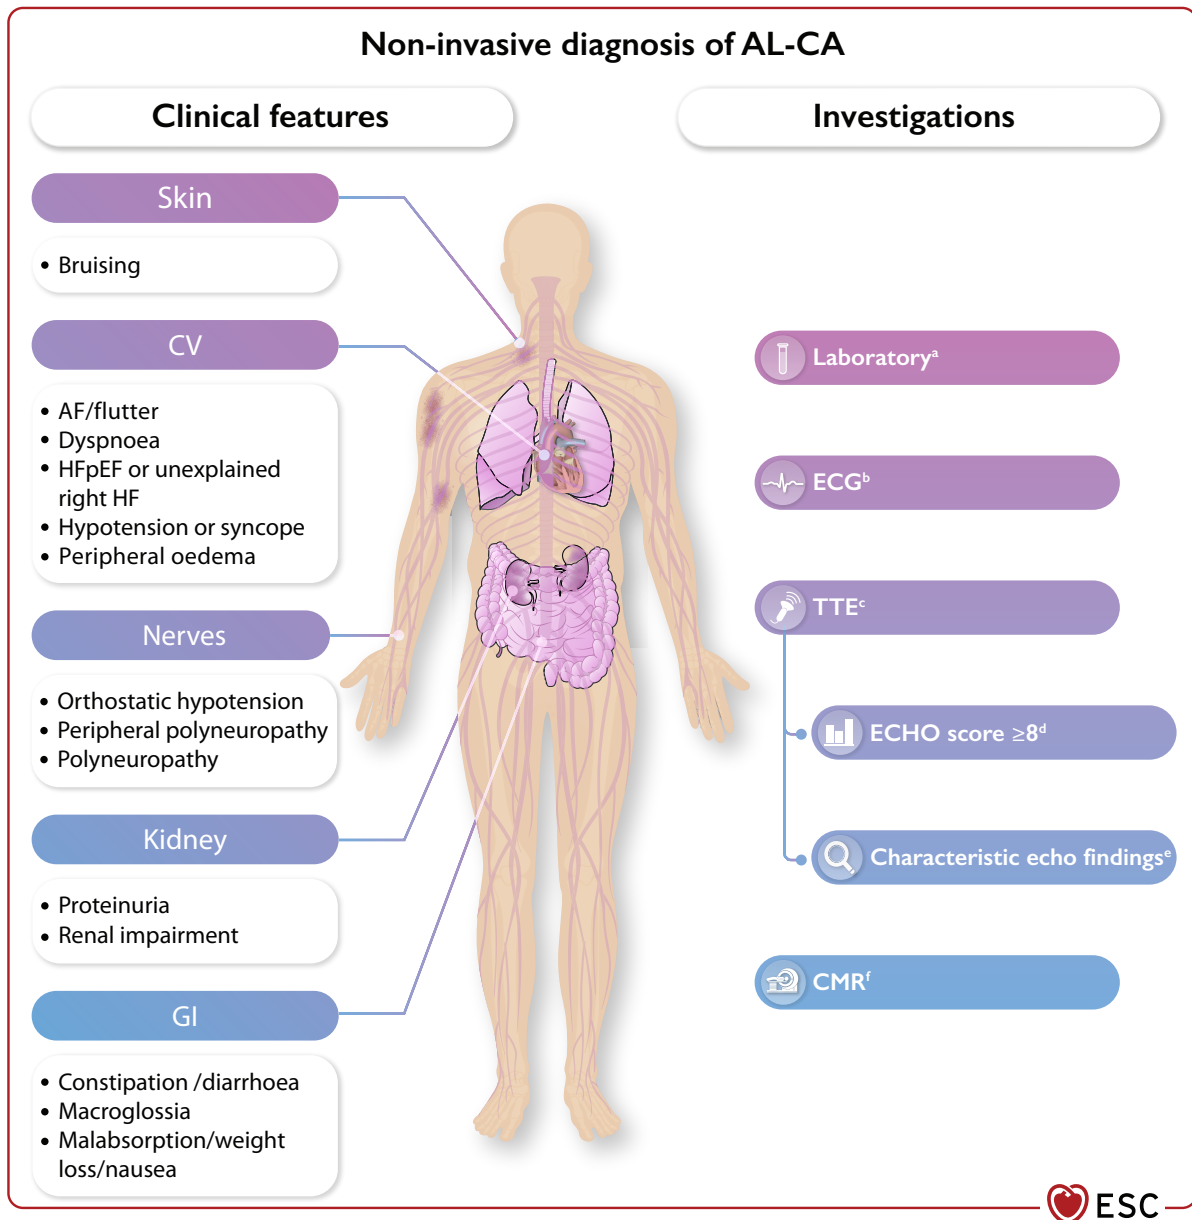 Non-invasive diagnosis of AL-CA
Clinical features
Skin
• Bruising
CV
• AF/flutter
• Dyspnoea
• HFpEF or unexplained
right HF
• Hypotension or syncope
• Peripheral oedema
Nerves
• Orthostatic hypotension
• Peripheral polyneuropathy
• Polyneuropathy
Kidney
• Proteinuria
• Renal impairment
GI
• Constipation /diarrhoea
• Macroglossia
• Malabsorption/weight
loss/nausea
Investigations
Laboratoryᵃ
ECGᵇ
TTEᶜ
ECHO score ≥8ᵈ
Characteristic echo findingsᵉ
CMRᶠ
ESC